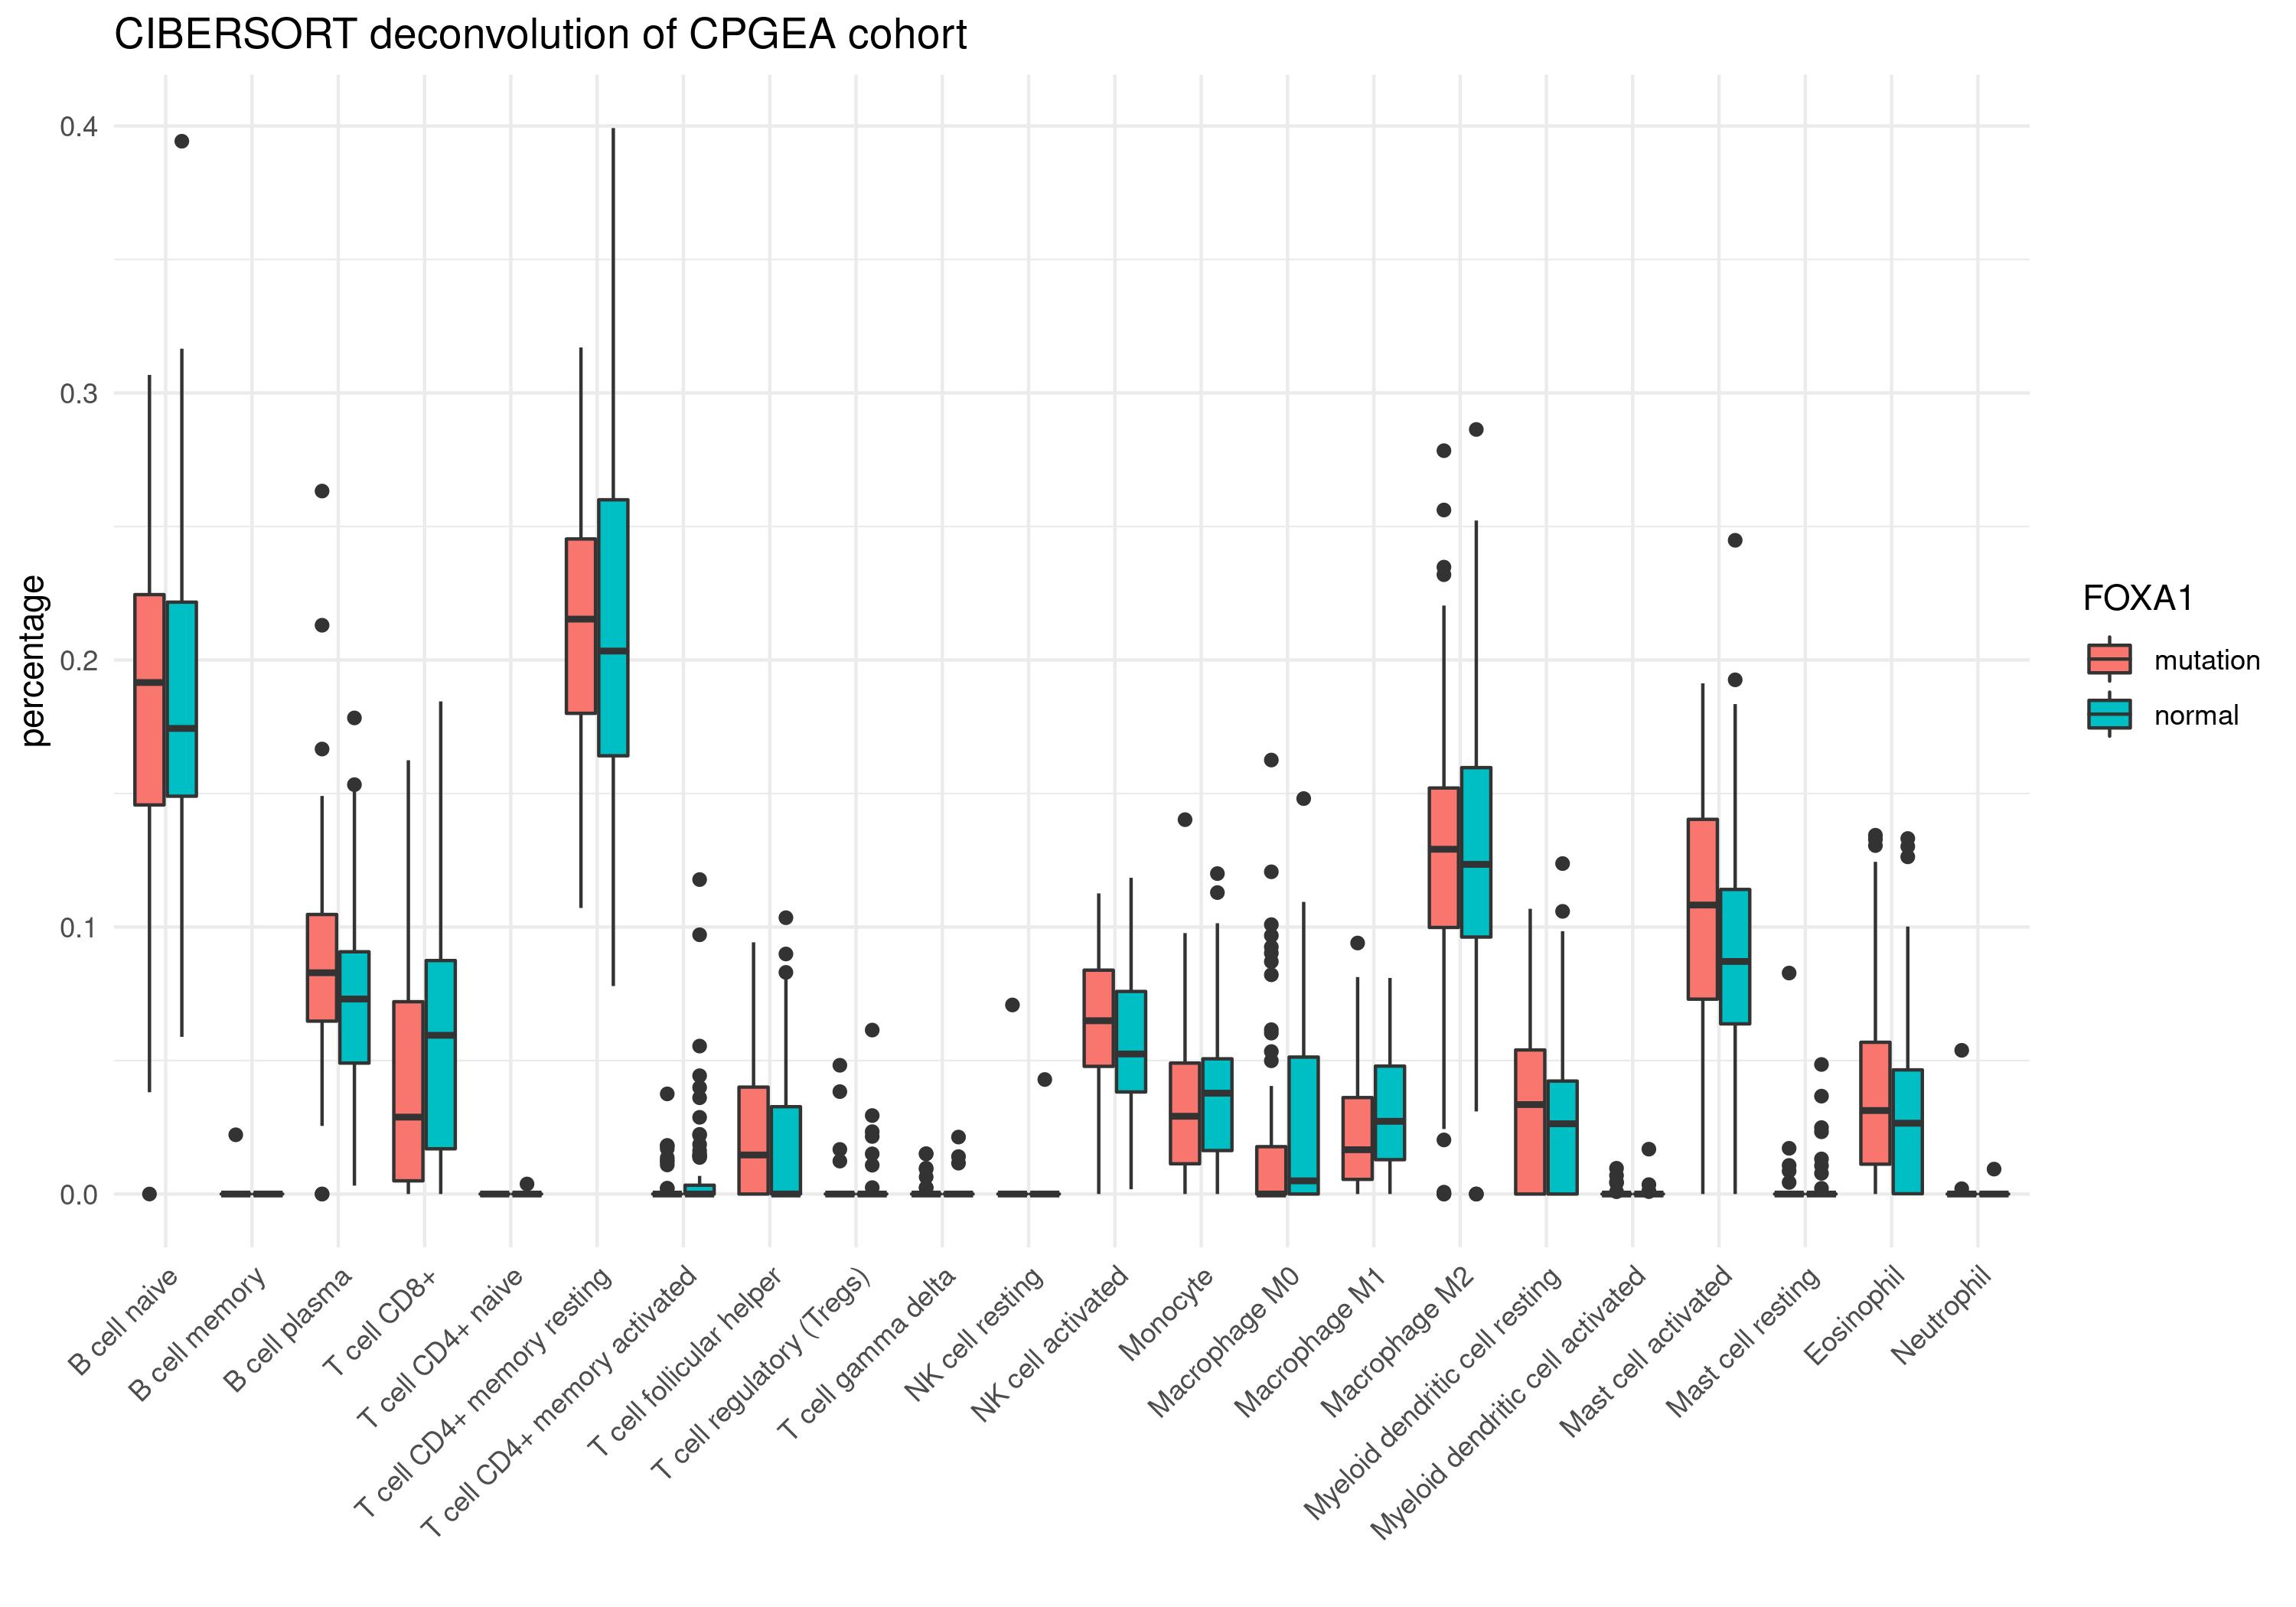 CIBERSORT deconvolution of CPGEA cohort
percentage
0.4
0.3
0.2
0.1
0.0
B cell naive
B cell memory
B cell plasma
T cell CD8+
T cell CD4+ naive
T cell CD4+ memory resting
T cell CD4+ memory activated
T cell follicular helper
T cell regulatory (Tregs)
T cell gamma delta
NK cell resting
NK cell activated
Monocyte
Macrophage M0
Macrophage M1
Macrophage M2
Myeloid dendritic cell resting
Myeloid dendritic cell activated
Mast cell activated
Mast cell resting
Eosinophil
Neutrophil
FOXA1
mutation
normal